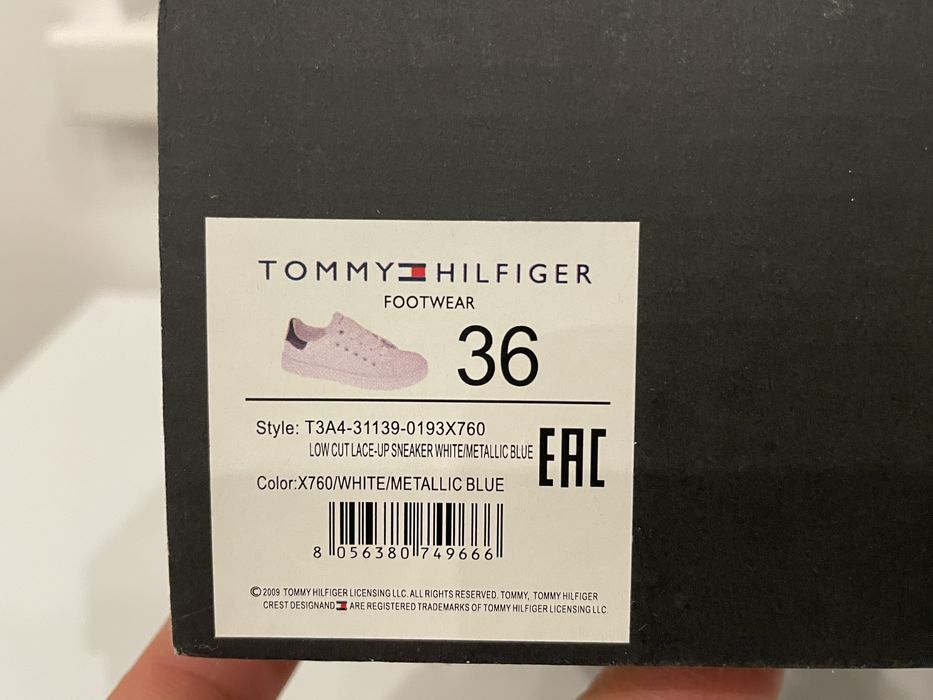 TOMMY HILFIGER
FOOTWEAR
36
Style: T3A4-31139-0193X760
LOW CUT LACE-UP SNEAKER WHITE/METALLIC BLUE
EAC
Color:X760/WHITE/METALLIC BLUE
8 056380 749666
©2009 TOMMY HILFIGER LICENSING LLC. ALL RIGHTS RESERVED. TOMMY, TOMMY HILFIGER
CREST DESIGNAND ARE REGISTERED TRADEMARKS OF TOMMY HILFIGER LICENSING LLC.